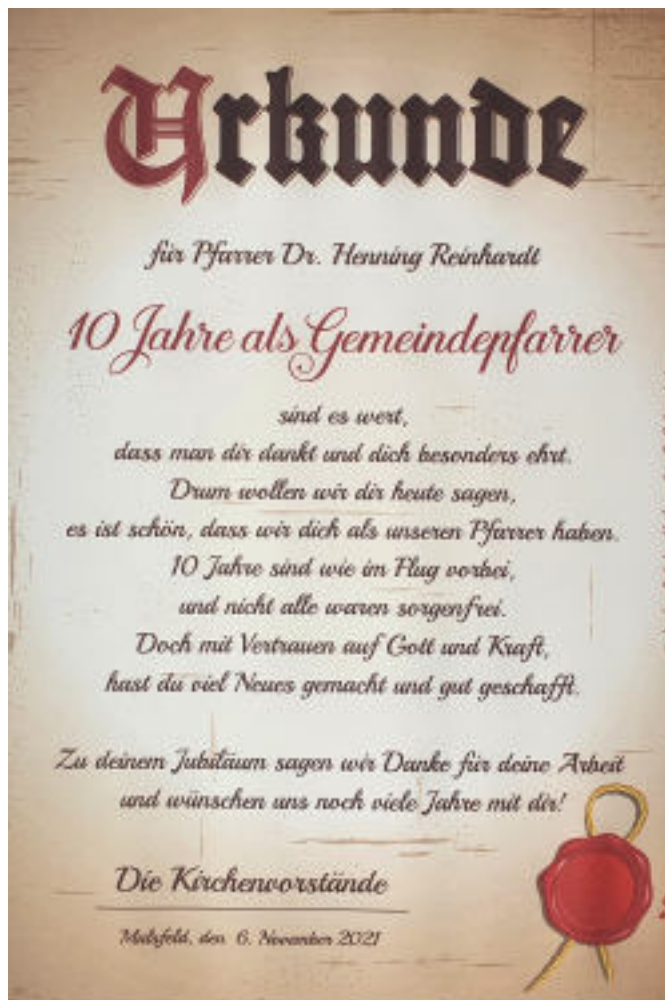 Urkunde
für Pfarrer Dr. Henning Reinhardt
10 Jahre als Gemeindepfarrer
sind es wert,
dass man dir dankt und dich besonders ehrt.
Drum wollen wir dir heute sagen,
es ist schön, dass wir dich als unseren Pfarrer haben.
10 Jahre sind wie im Flug vorbei,
und nicht alle waren sorgenfrei.
Doch mit Vertrauen auf Gott und Kraft,
hast du viel Neues gemacht und gut geschafft.
Zu deinem Jubiläum sagen wir Danke für deine Arbeit
und wünschen uns noch viele Jahre mit dir!
Die Kirchenvorstände
Malsfeld, den 6. November 2021